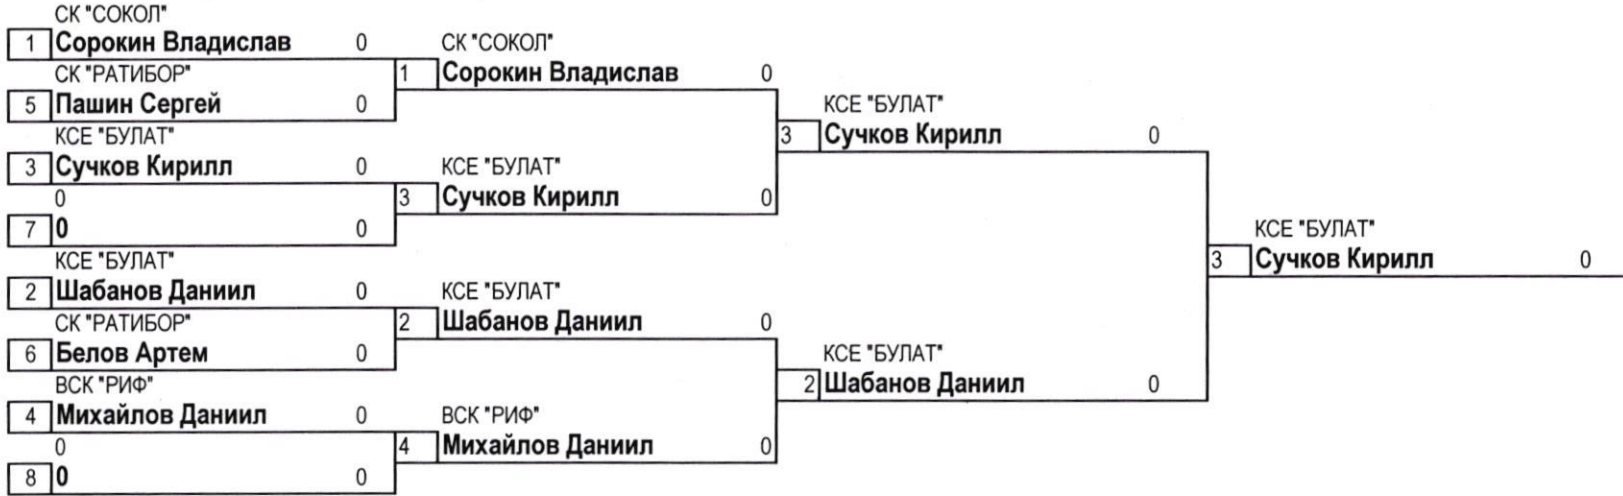 СК "СОКОЛ"
1 Сорокин Владислав 0
СК "РАТИБОР"
5 Пашин Сергей 0
КСЕ "БУЛАТ"
3 Сучков Кирилл 0
0
7 0 0
КСЕ "БУЛАТ"
2 Шабанов Даниил 0
СК "РАТИБОР"
6 Белов Артем 0
ВСК "РИФ"
4 Михайлов Даниил 0
0
8 0 0
СК "СОКОЛ"
1 Сорокин Владислав 0
КСЕ "БУЛАТ"
3 Сучков Кирилл 0
КСЕ "БУЛАТ"
2 Шабанов Даниил 0
ВСК "РИФ"
4 Михайлов Даниил 0
КСЕ "БУЛАТ"
3 Сучков Кирилл 0
КСЕ "БУЛАТ"
2 Шабанов Даниил 0
КСЕ "БУЛАТ"
3 Сучков Кирилл 0